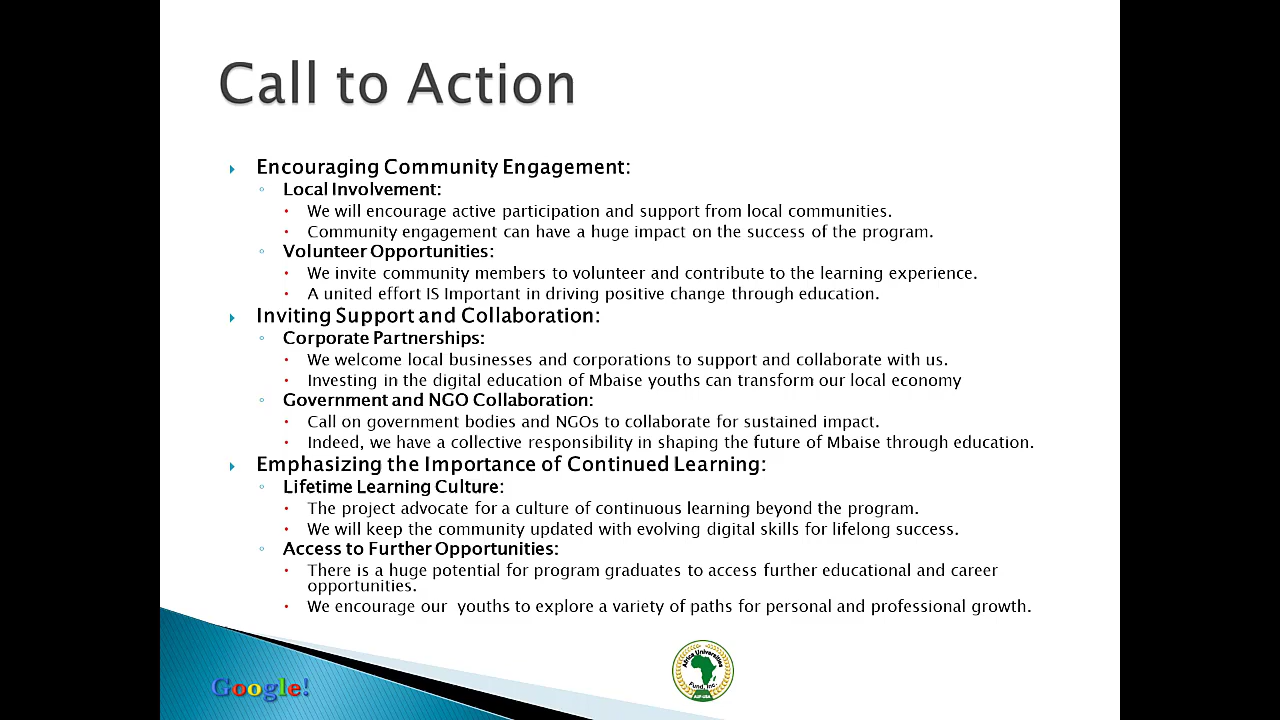 Call to Action
Encouraging Community Engagement:
Local Involvement:
We will encourage active participation and support from local communities.
Community engagement can have a huge impact on the success of the program.
Volunteer Opportunities:
We invite community members to volunteer and contribute to the learning experience.
A united effort IS Important in driving positive change through education.
Inviting Support and Collaboration:
Corporate Partnerships:
We welcome local businesses and corporations to support and collaborate with us.
Investing in the digital education of Mbaise youths can transform our local economy
Government and NGO Collaboration:
Call on government bodies and NGOs to collaborate for sustained impact.
Indeed, we have a collective responsibility in shaping the future of Mbaise through education.
Emphasizing the Importance of Continued Learning:
Lifetime Learning Culture:
The project advocate for a culture of continuous learning beyond the program.
We will keep the community updated with evolving digital skills for lifelong success.
Access to Further Opportunities:
There is a huge potential for program graduates to access further educational and career
opportunities.
We encourage our  youths to explore a variety of paths for personal and professional growth.
Google!
Africa Universities
Fund, Inc.
AUF-USA